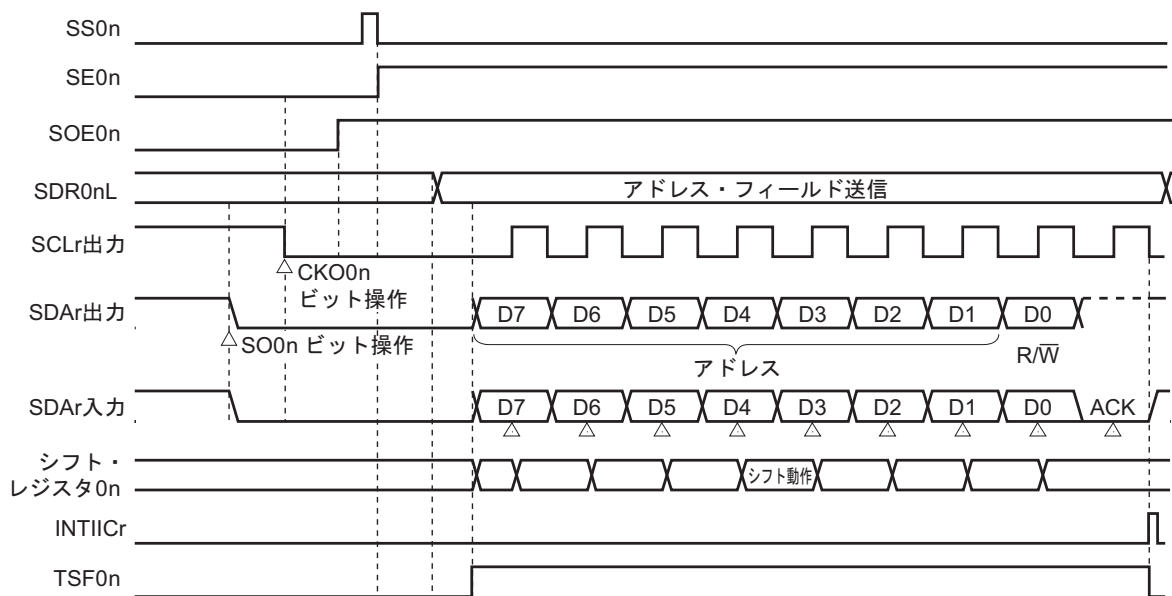 SS0n
SE0n
SOE0n
SDR0nL
アドレス・フィールド送信
SCLr出力
CKO0n
ビット操作
SDAr出力
D7 D6 D5 D4 D3 D2 D1 D0
SO0n ビット操作
アドレス
R/W̅
SDAr入力
D7 D6 D5 D4 D3 D2 D1 D0 ACK
シフト・
レジスタ0n
シフト動作
INTIICr
TSF0n